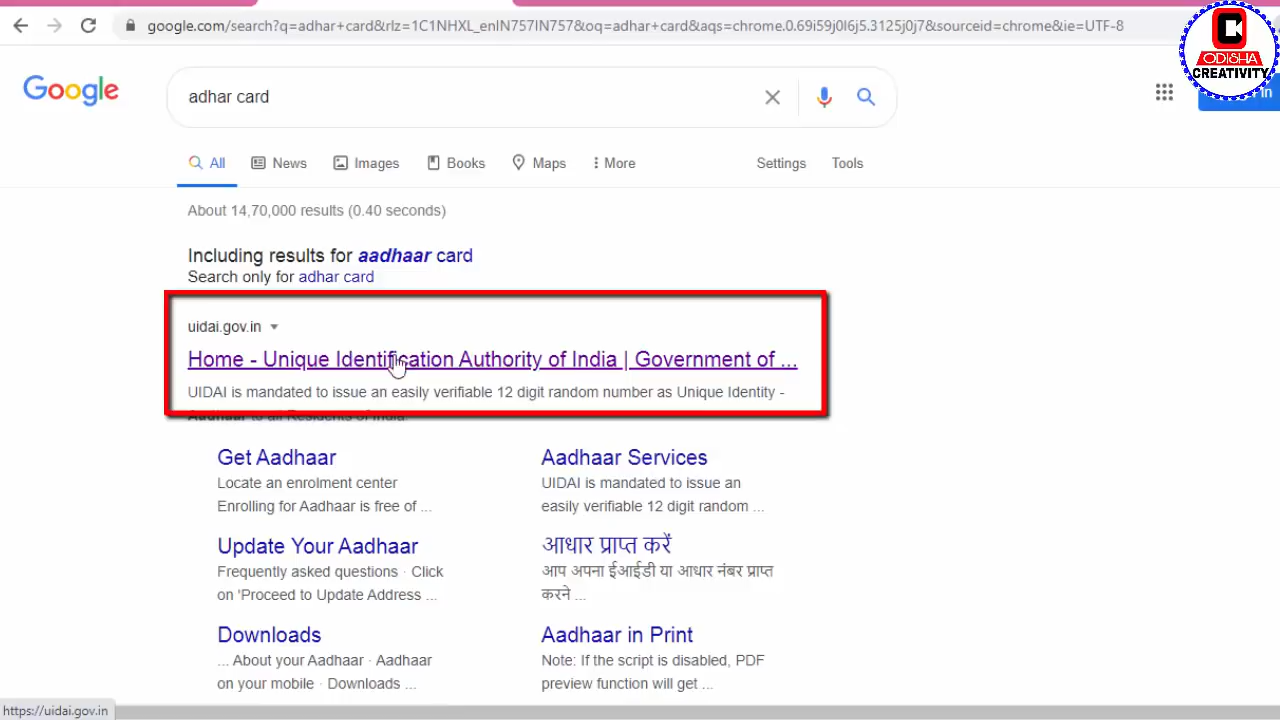 google.com/search?q=adhar+card&rlz=1C1NHXL_enIN757IN757&oq=adhar+card&aqs=chrome.0.69i59j0l6j5.3125j0j7&sourceid=chrome&ie=UTF-8
ODISHA
CREATIVITY
Google
adhar card
in
All News Images Books Maps More Settings Tools
About 14,70,000 results (0.40 seconds)
Including results for aadhaar card
Search only for adhar card
uidai.gov.in
Home - Unique Identification Authority of India | Government of ...
UIDAI is mandated to issue an easily verifiable 12 digit random number as Unique Identity -
Aadhaar to all Residents of India.
Get Aadhaar
Locate an enrolment center
Enrolling for Aadhaar is free of ...
Aadhaar Services
UIDAI is mandated to issue an
easily verifiable 12 digit random ...
Update Your Aadhaar
Frequently asked questions · Click
on 'Proceed to Update Address ...
आधार प्राप्त करें
आप अपना ईआईडी या आधार नंबर प्राप्त
करने ...
Downloads
... About your Aadhaar · Aadhaar
on your mobile · Downloads ...
Aadhaar in Print
Note: If the script is disabled, PDF
preview function will get ...
https://uidai.gov.in